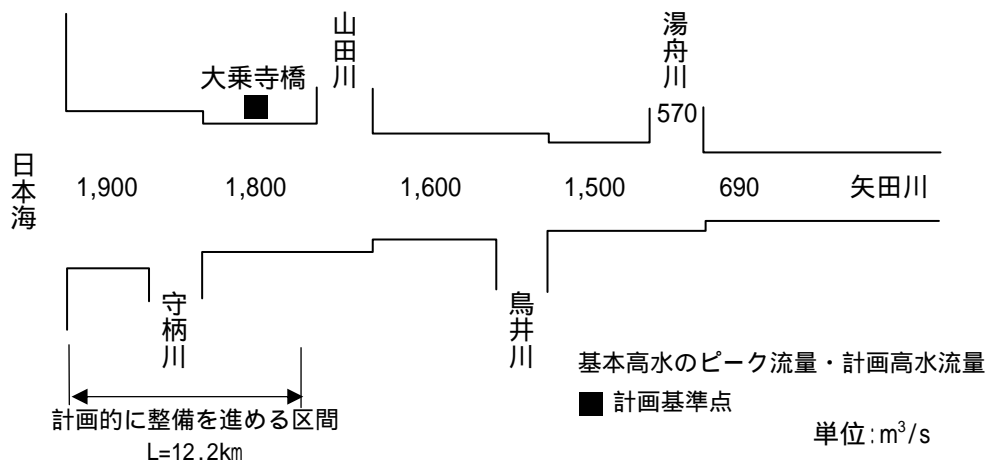 山田川
湯舟川
大乗寺橋
570
日本海
1,900
1,800
1,600
1,500
690
矢田川
守柄川
鳥井川
基本高水のピーク流量・計画高水流量
計画基準点
計画的に整備を進める区間
L=12.2km
単位:m³/s